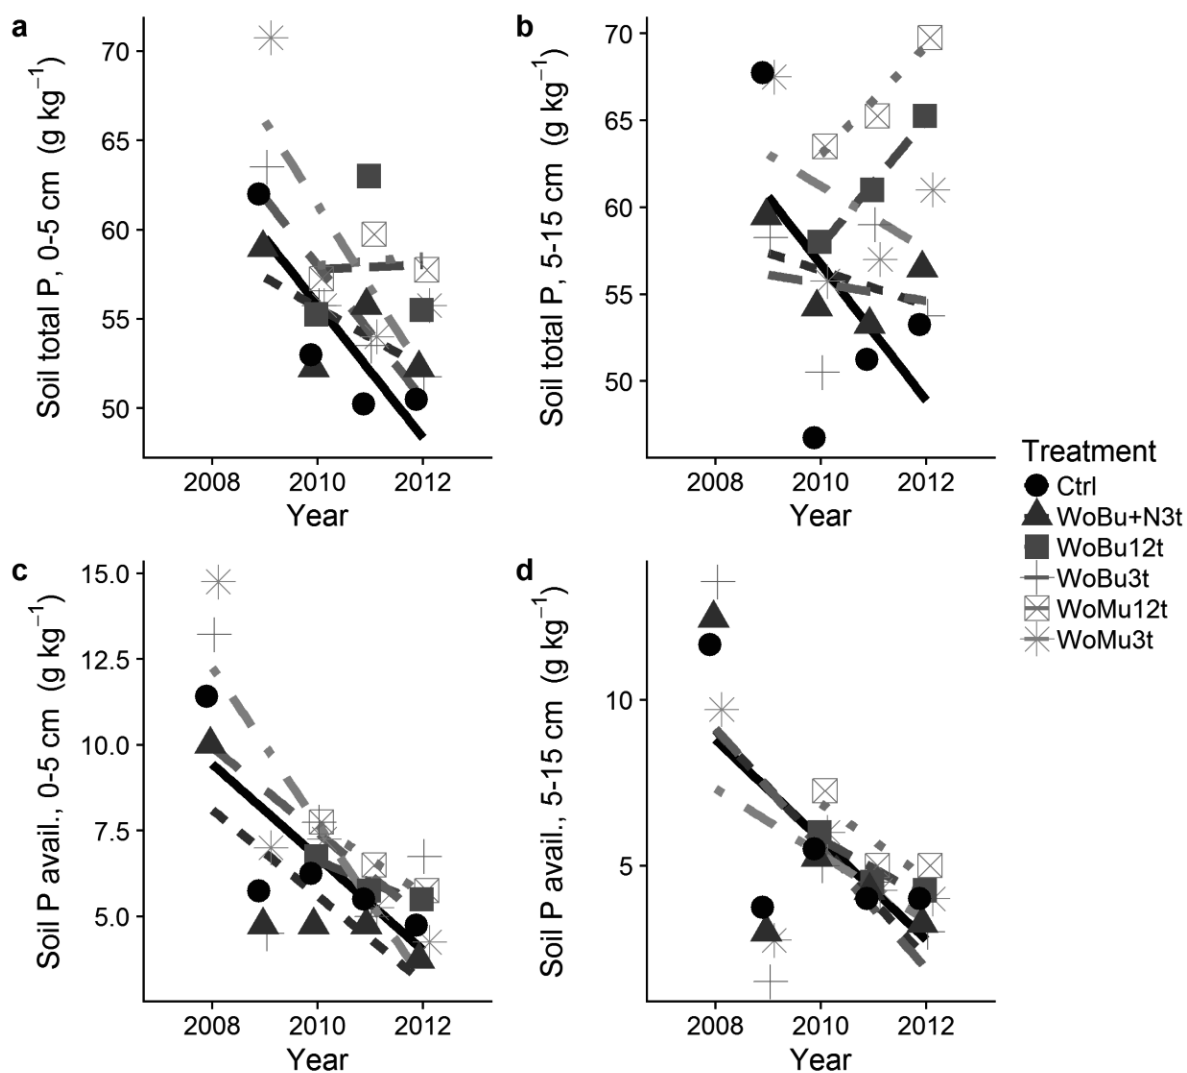 a
Soil total P, 0-5 cm (g kg⁻¹)
70
65
60
55
50
2008 2010 2012
Year
b
Soil total P, 5-15 cm (g kg⁻¹)
70
65
60
55
50
2008 2010 2012
Year
c
Soil P avail., 0-5 cm (g kg⁻¹)
15.0
12.5
10.0
7.5
5.0
2008 2010 2012
Year
d
Soil P avail., 5-15 cm (g kg⁻¹)
10
5
2008 2010 2012
Year
Treatment
Ctrl
WoBu+N3t
WoBu12t
WoBu3t
WoMu12t
WoMu3t